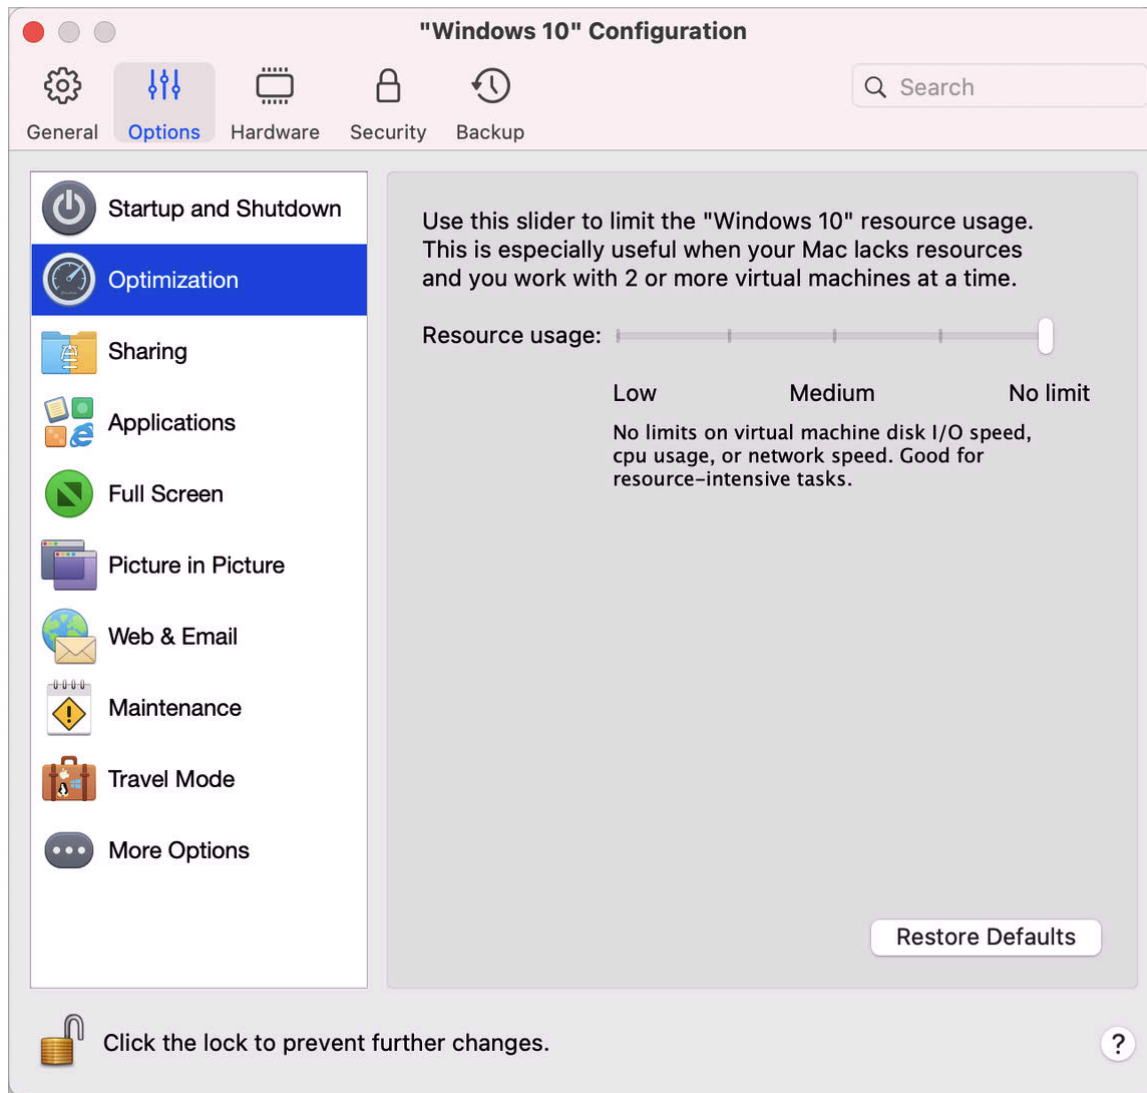 "Windows 10" Configuration
General
Options
Hardware
Security
Backup
Search
Startup and Shutdown
Optimization
Sharing
Applications
Full Screen
Picture in Picture
Web & Email
Maintenance
Travel Mode
More Options
Use this slider to limit the "Windows 10" resource usage.
This is especially useful when your Mac lacks resources
and you work with 2 or more virtual machines at a time.
Resource usage:
Low
Medium
No limit
No limits on virtual machine disk I/O speed,
cpu usage, or network speed. Good for
resource-intensive tasks.
Restore Defaults
Click the lock to prevent further changes.
?